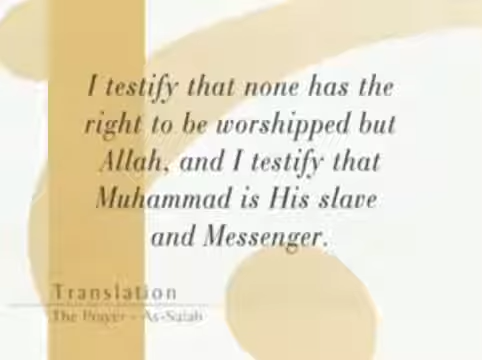 I testify that none has the
right to be worshipped but
Allah, and I testify that
Muhammad is His slave
and Messenger.
Translation
The Prayer - As-Salah